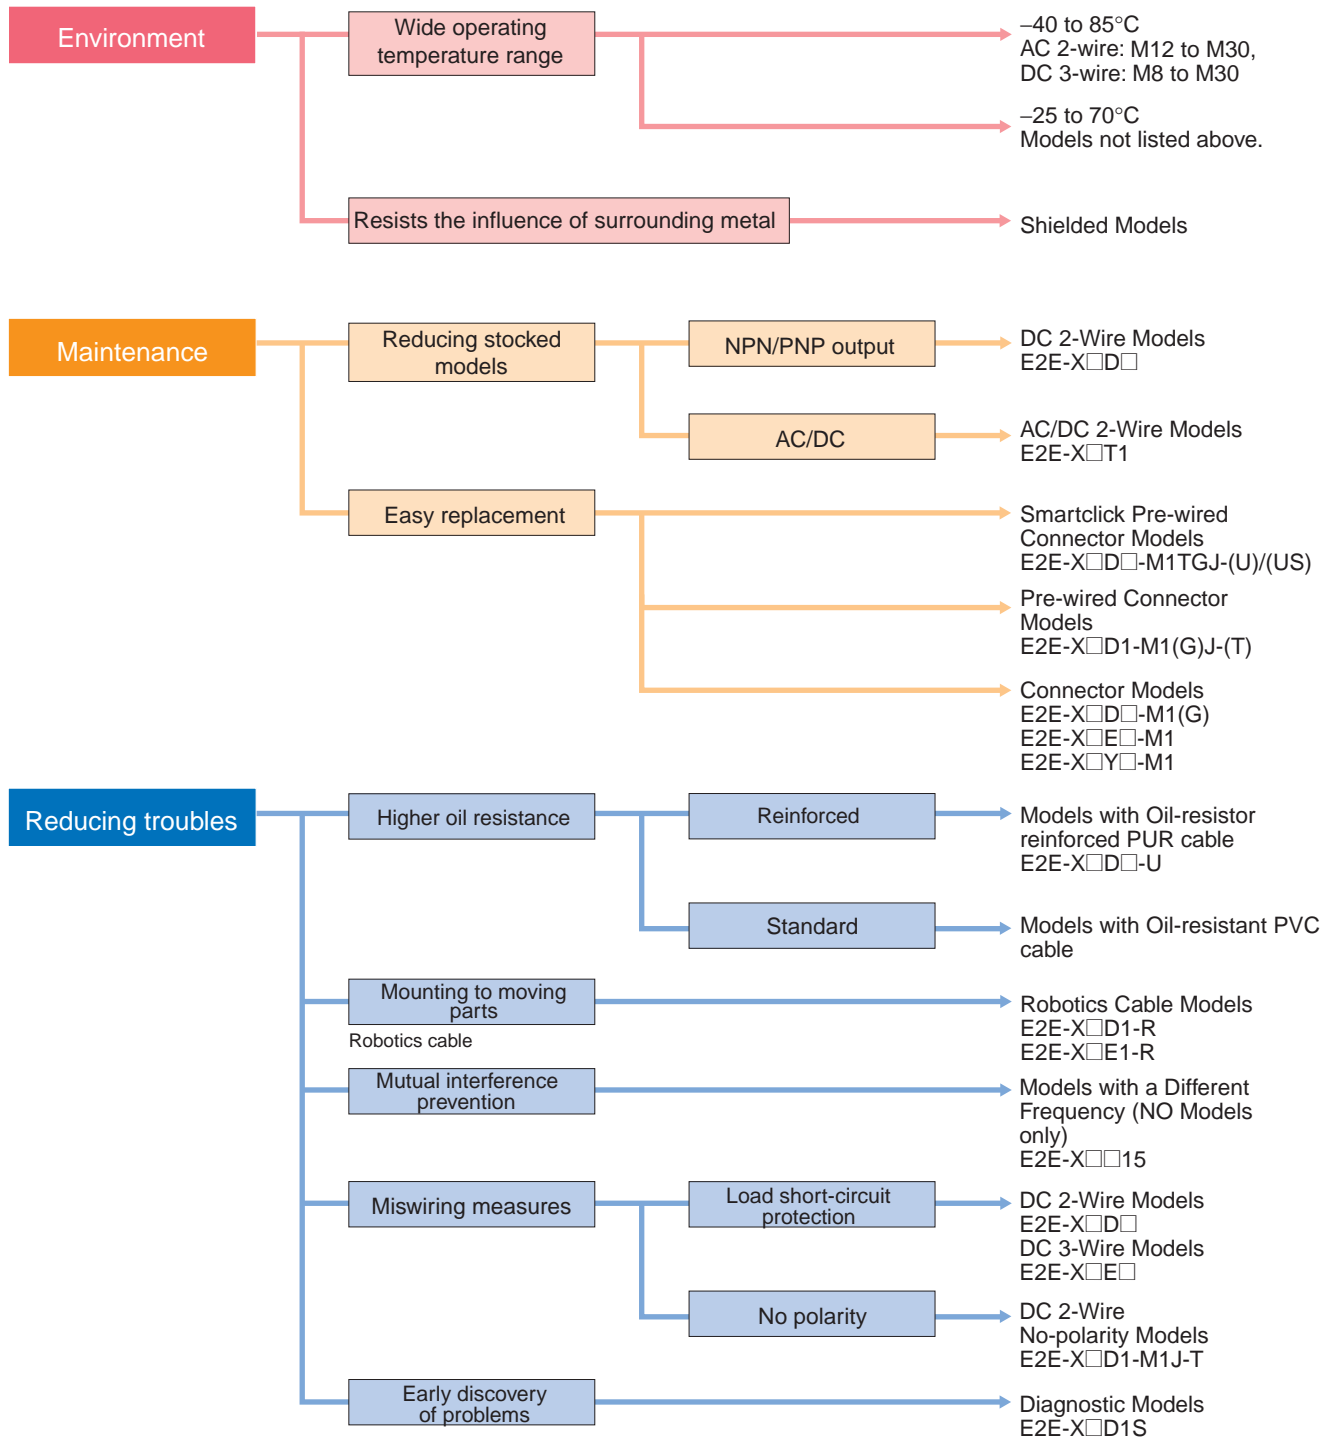 Environment
Wide operating
temperature range
–40 to 85°C
AC 2-wire: M12 to M30,
DC 3-wire: M8 to M30
–25 to 70°C
Models not listed above.
Resists the influence of surrounding metal
Shielded Models
Maintenance
Reducing stocked
models
NPN/PNP output
DC 2-Wire Models
E2E-X□D□
AC/DC
AC/DC 2-Wire Models
E2E-X□T1
Easy replacement
Smartclick Pre-wired
Connector Models
E2E-X□D□-M1TGJ-(U)/(US)
Pre-wired Connector
Models
E2E-X□D1-M1(G)J-(T)
Connector Models
E2E-X□D□-M1(G)
E2E-X□E□-M1
E2E-X□Y□-M1
Reducing troubles
Higher oil resistance
Reinforced
Models with Oil-resistor
reinforced PUR cable
E2E-X□D□-U
Standard
Models with Oil-resistant PVC
cable
Mounting to moving
parts
Robotics cable
Robotics Cable Models
E2E-X□D1-R
E2E-X□E1-R
Mutual interference
prevention
Models with a Different
Frequency (NO Models
only)
E2E-X□□15
Miswiring measures
Load short-circuit
protection
DC 2-Wire Models
E2E-X□D□
DC 3-Wire Models
E2E-X□E□
No polarity
DC 2-Wire
No-polarity Models
E2E-X□D1-M1J-T
Early discovery
of problems
Diagnostic Models
E2E-X□D1S